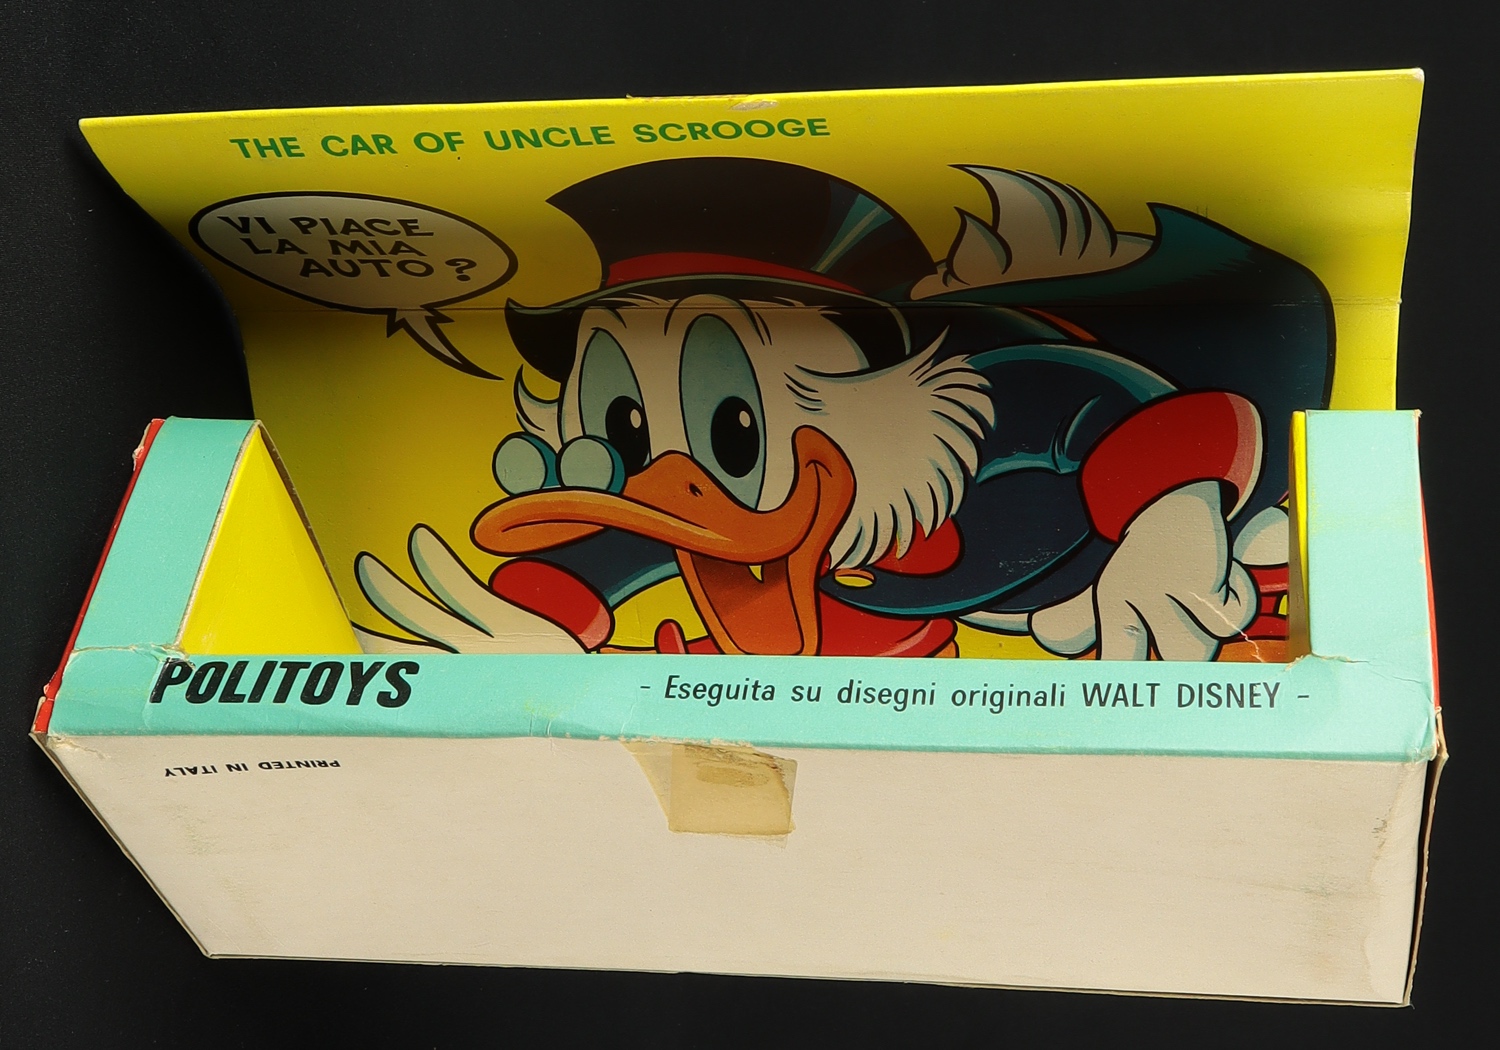 THE CAR OF UNCLE SCROOGE
VI PIACE
LA MIA
AUTO?
POLITOYS
- Eseguita su disegni originali WALT DISNEY -
PRINTED IN ITALY